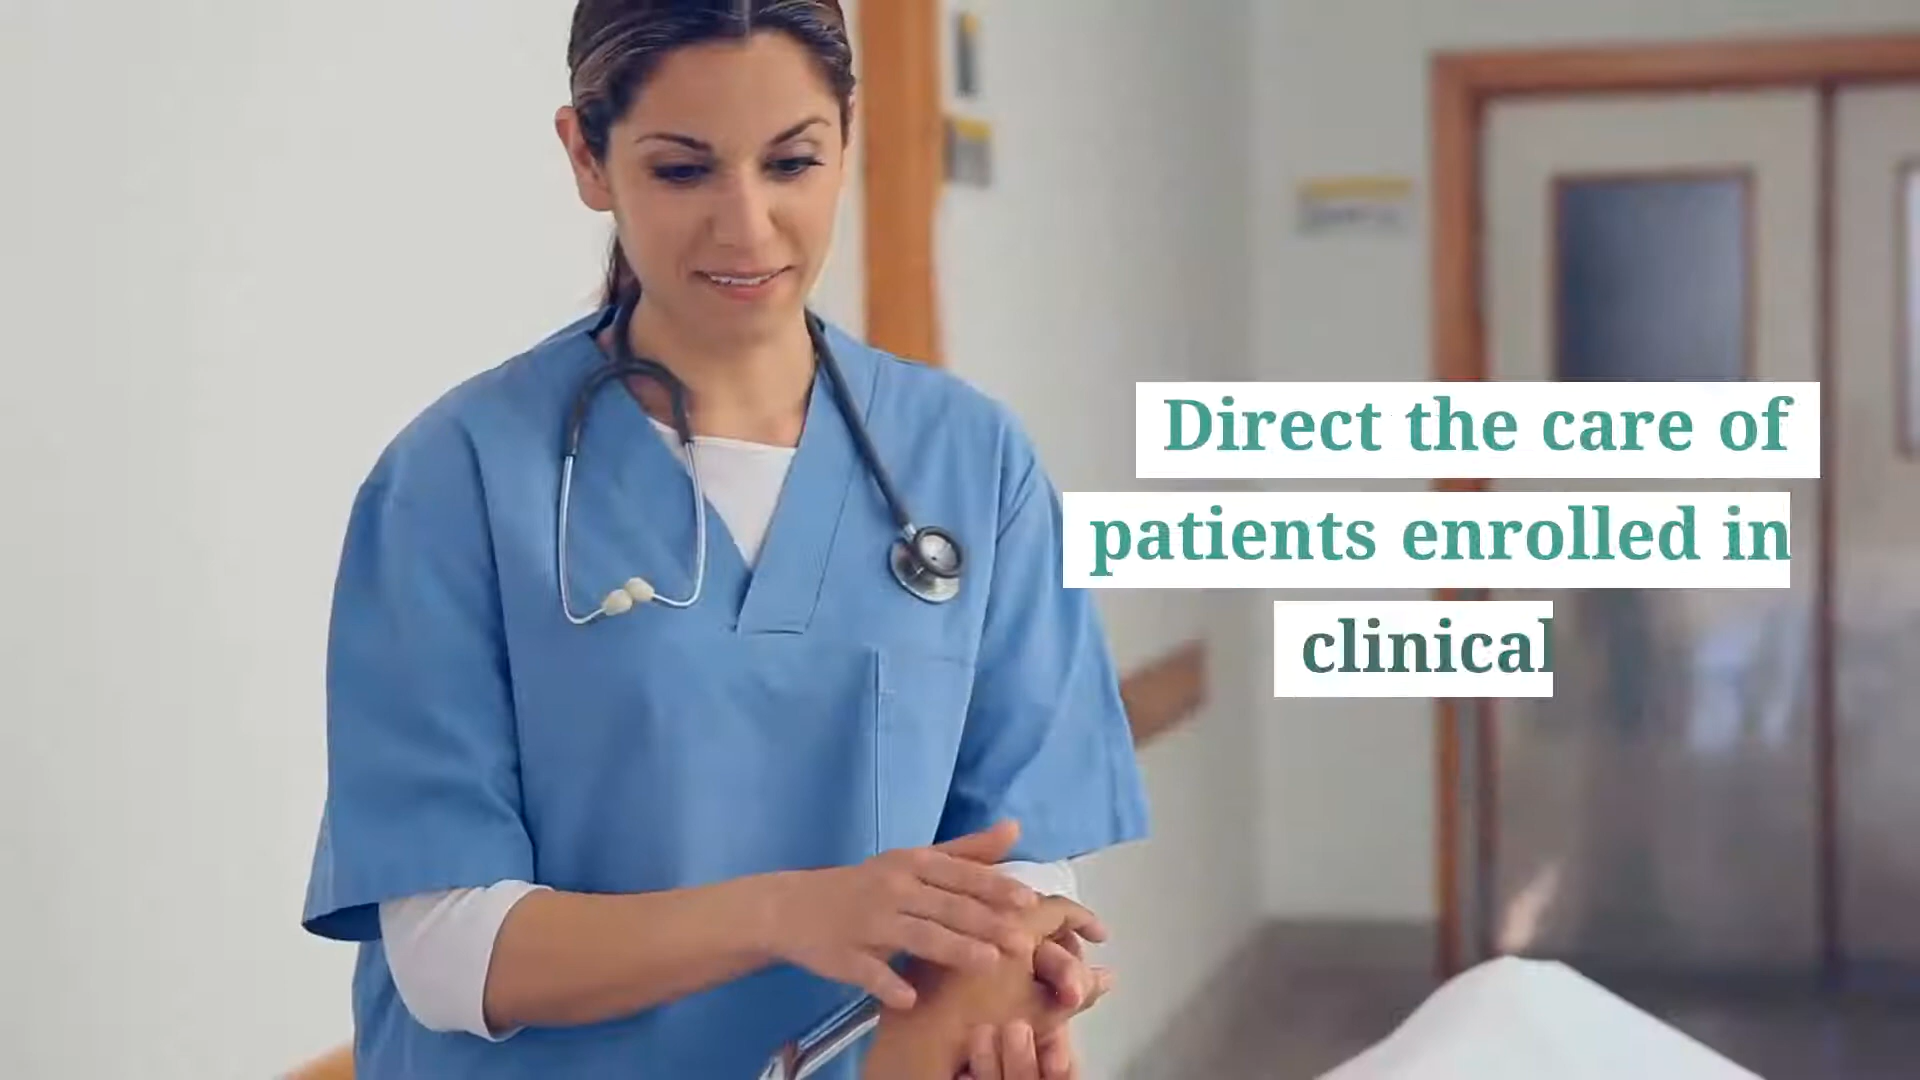 Direct the care of
patients enrolled in
clinical